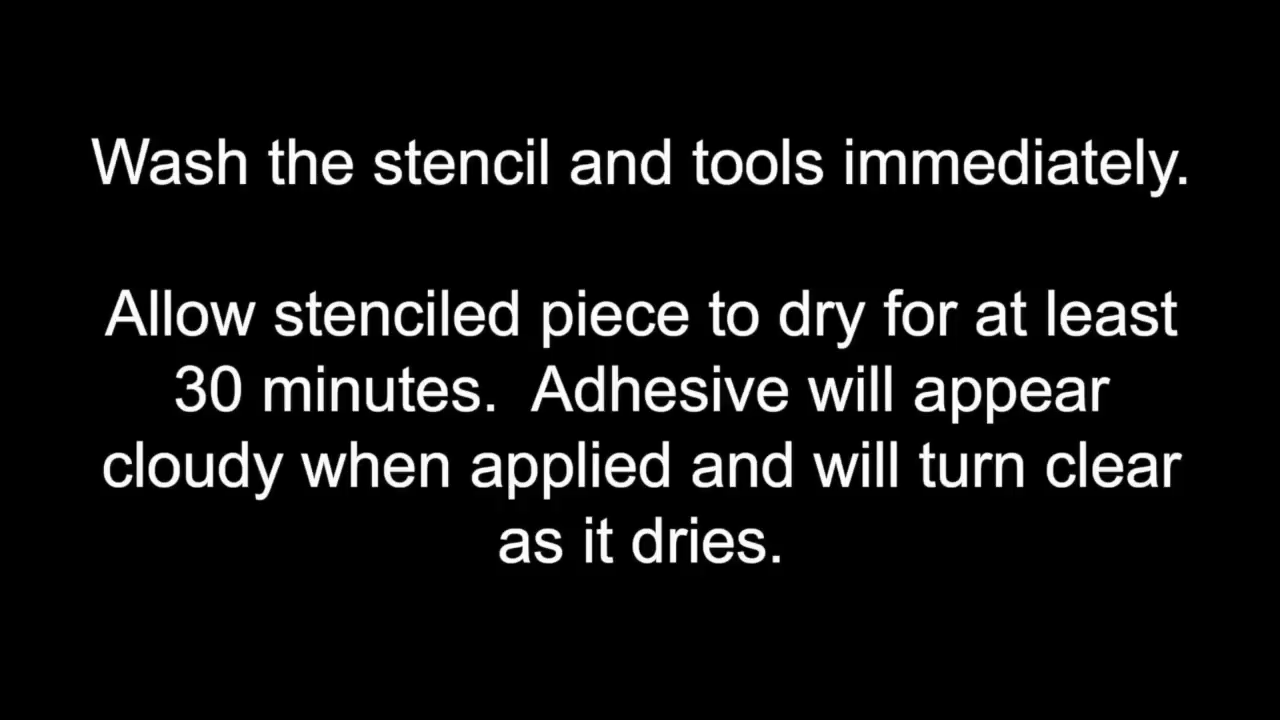 Wash the stencil and tools immediately.
Allow stenciled piece to dry for at least
30 minutes.  Adhesive will appear
cloudy when applied and will turn clear
as it dries.